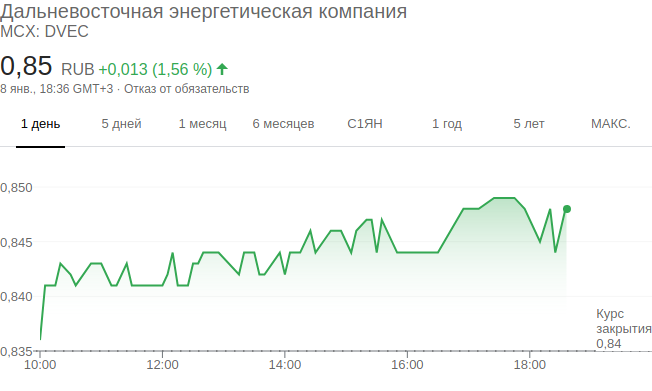 Дальневосточная энергетическая компания
MCX: DVEC
0,85 RUB +0,013 (1,56 %)
8 янв., 18:36 GMT+3 · Отказ от обязательств
1 день 5 дней 1 месяц 6 месяцев С1ЯН 1 год 5 лет МАКС.
0,850
0,845
0,840
Курс
закрытия
0,84
0,835
10:00 12:00 14:00 16:00 18:00